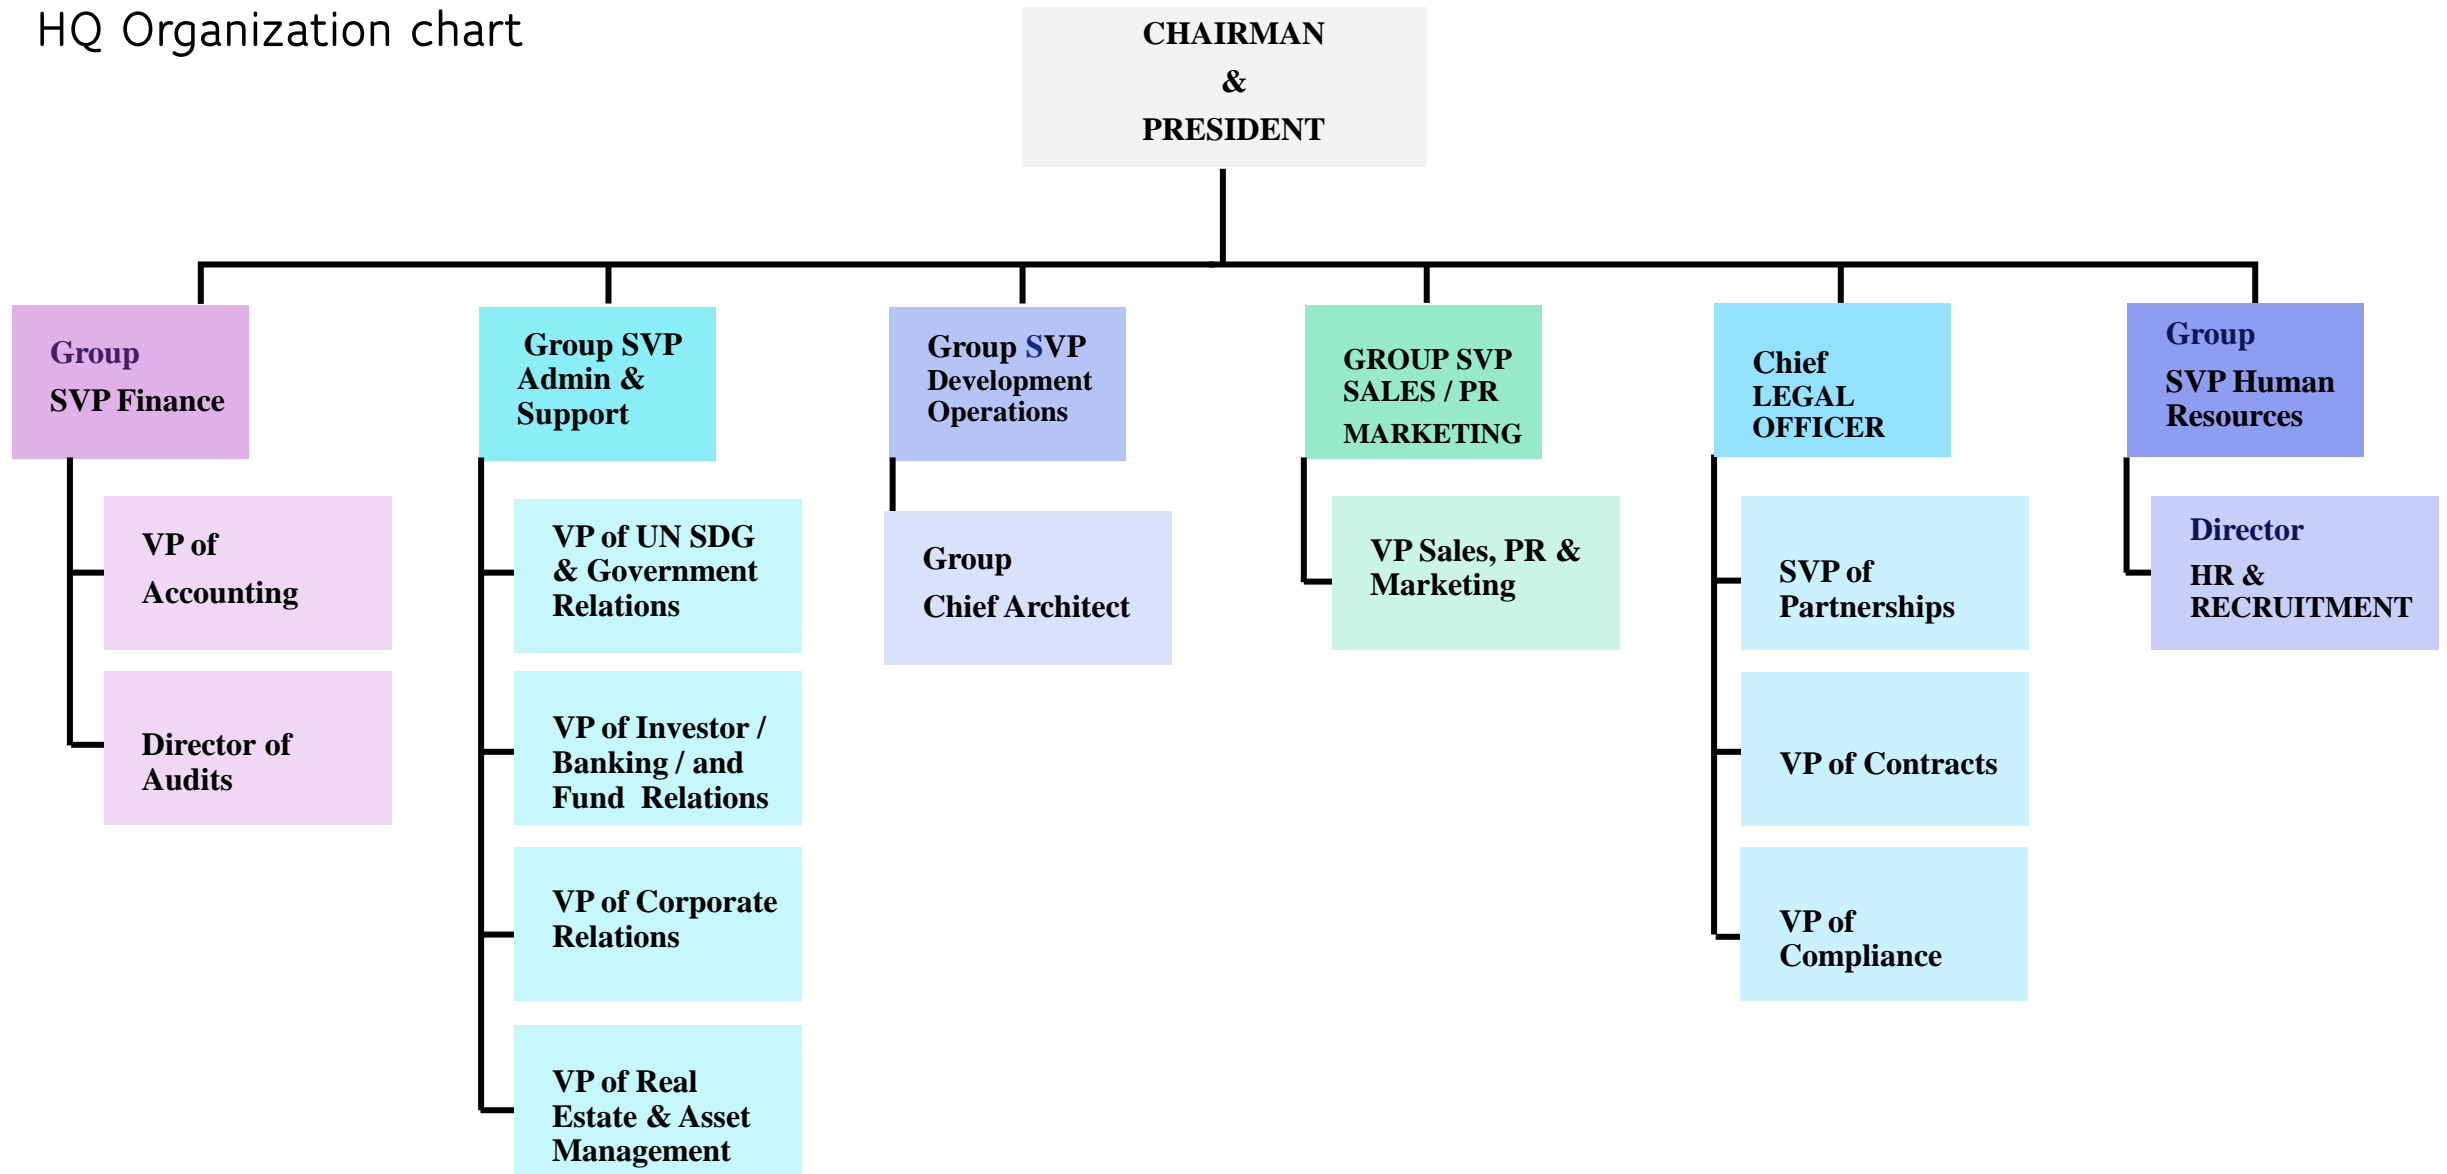 HQ Organization chart
CHAIRMAN
&
PRESIDENT
Group
SVP Finance
Group SVP
Admin &
Support
Group SVP
Development
Operations
GROUP SVP
SALES / PR
MARKETING
Chief
LEGAL
OFFICER
Group
SVP Human
Resources
VP of
Accounting
Director of
Audits
VP of UN SDG
& Government
Relations
VP of Investor /
Banking / and
Fund Relations
VP of Corporate
Relations
VP of Real
Estate & Asset
Management
Group
Chief Architect
VP Sales, PR &
Marketing
SVP of
Partnerships
VP of Contracts
VP of
Compliance
Director
HR &
RECRUITMENT